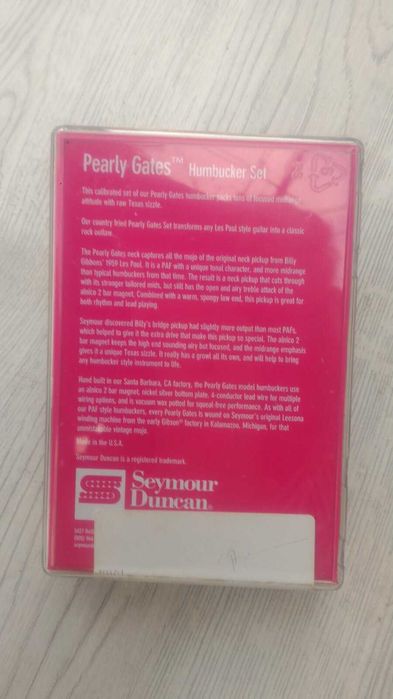 Pearly Gates™ Humbucker Set
This calibrated set of our Pearly Gates humbucker packs tons of focused midrange
attitude with raw Texas sizzle.
Our country fried Pearly Gates Set transforms any Les Paul style guitar into a classic
rock outlaw.
The Pearly Gates neck captures all the mojo of the original neck pickup from Billy
Gibbons' 1959 Les Paul. It is a PAF with a unique tonal character, and more midrange
than typical humbuckers from that time. The result is a neck pickup that cuts through
with its stronger tailored mids, but still has the open and airy treble attack of the
alnico 2 bar magnet. Combined with a warm, spongy low end, this pickup is great for
both rhythm and lead playing.
Seymour discovered Billy's bridge pickup had slightly more output than most PAFs,
which helped to give it the extra drive that make this pickup so special. The alnico 2
bar magnet keeps the high end sounding airy but focused, and the midrange emphasis
gives it a unique Texas sizzle. It really has a growl all its own, and will help to bring
any humbucker style instrument to life.
Hand built in our Santa Barbara, CA factory, the Pearly Gates model humbuckers use
an alnico 2 bar magnet, nickel silver bottom plate, 4-conductor lead wire for multiple
wiring options, and is vacuum wax potted for squeal-free performance. As with all of
our PAF style humbuckers, every Pearly Gates is wound on Seymour's original Leesona
winding machine from the early Gibson® factory in Kalamazoo, Michigan, for that
unmistakable vintage mojo.
Made in the U.S.A.
Seymour Duncan is a registered trademark.
Seymour
Duncan®
5427
(805) 964